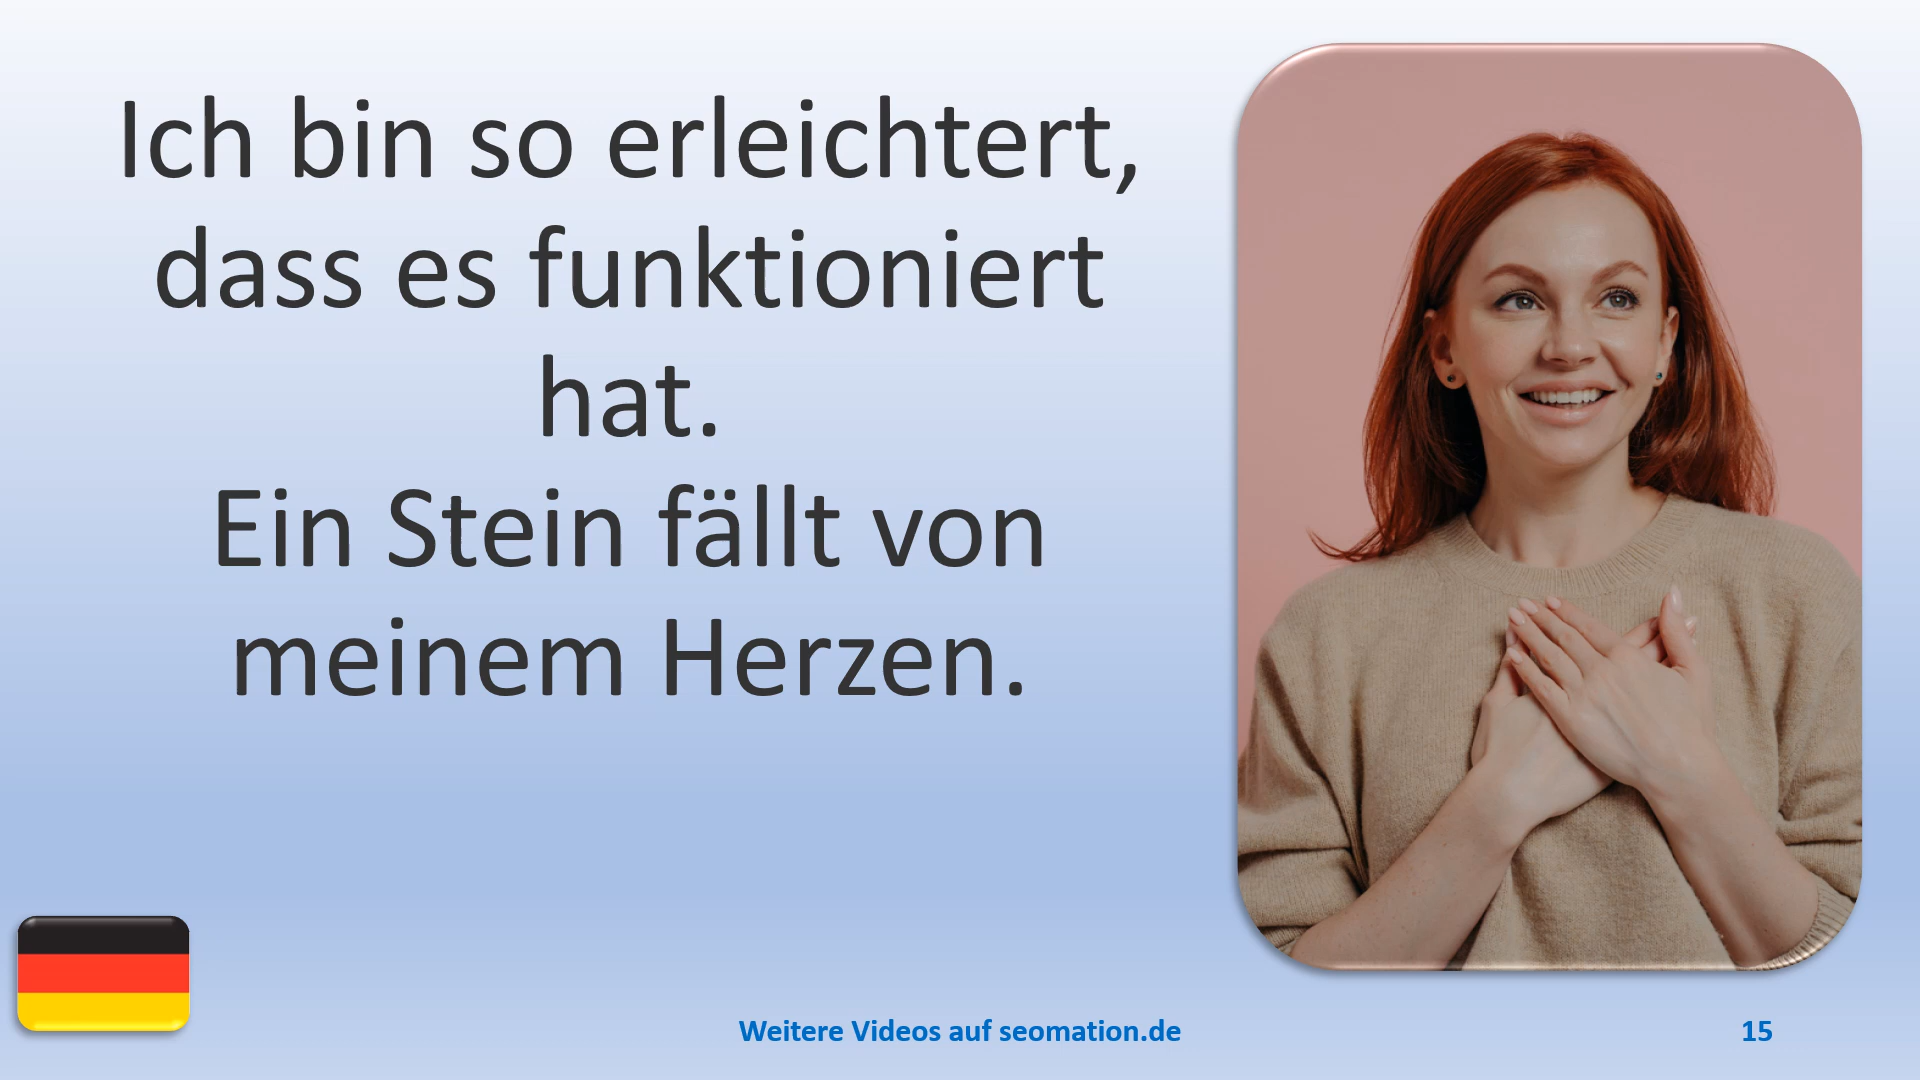 Ich bin so erleichtert,
dass es funktioniert
hat.
Ein Stein fällt von
meinem Herzen.
Weitere Videos auf seomation.de
15